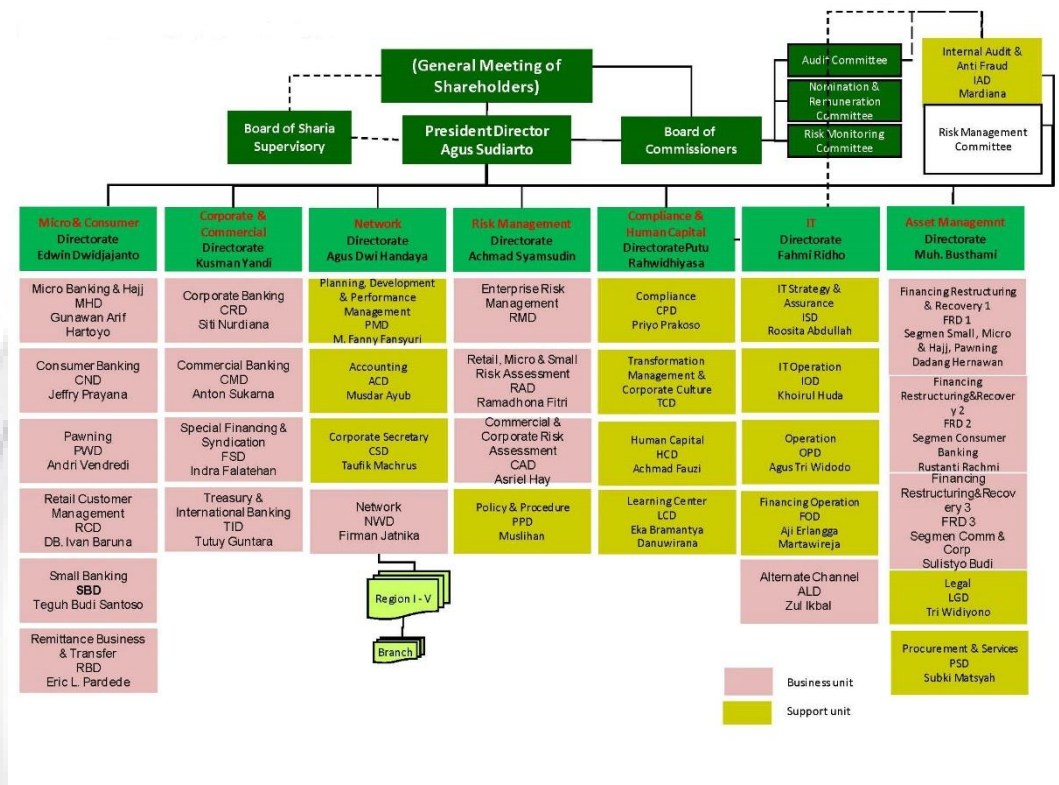 (General Meeting of
Shareholders)
Audit Committee
Nomination &
Remuneration
Committee
Risk Monitoring
Committee
Internal Audit &
Anti Fraud
IAD
Mardiana
Risk Management
Committee
Board of Sharia
Supervisory
President Director
Agus Sudiarto
Board of
Commissioners
Micro & Consumer
Directorate
Edwin Dwidjajanto
Micro Banking & Hajj
MHD
Gunawan Arif
Hartoyo
Consumer Banking
CND
Jeffry Prayana
Pawning
PWD
Andri Vendredi
Retail Customer
Management
RCD
DB. Ivan Baruna
Small Banking
SBD
Teguh Budi Santoso
Remittance Business
& Transfer
RBD
Eric L. Pardede
Corporate &
Commercial
Directorate
Kusman Yandi
Corporate Banking
CRD
Siti Nurdiana
Commercial Banking
CMD
Anton Sukarna
Special Financing &
Syndication
FSD
Indra Falatehan
Treasury &
International Banking
TID
Tutuy Guntara
Network
Directorate
Agus Dwi Handaya
Planning, Development
& Performance
Management
PMD
M. Fanny Fansyuri
Accounting
ACD
Musdar Ayub
Corporate Secretary
CSD
Taufik Machrus
Network
NWD
Firman Jatnika
Region I - V
Branch
Risk Management
Directorate
Achmad Syamsudin
Enterprise Risk
Management
RMD
Retail, Micro & Small
Risk Assessment
RAD
Ramadhona Fitri
Commercial &
Corporate Risk
Assessment
CAD
Asriel Hay
Policy & Procedure
PPD
Muslihan
Compliance &
Human Capital
DirectoratePutu
Rahwidhiyasa
Compliance
CPD
Priyo Prakoso
Transformation
Management &
Corporate Culture
TCD
Human Capital
HCD
Achmad Fauzi
Learning Center
LCD
Eka Bramantya
Danuwirana
IT
Directorate
Fahmi Ridho
IT Strategy &
Assurance
ISD
Roosita Abdullah
IT Operation
IOD
Khoirul Huda
Operation
OPD
Agus Tri Widodo
Financing Operation
FOD
Aji Erlangga
Martawireja
Alternate Channel
ALD
Zul Ikbal
Asset Managemnt
Directorate
Muh. Busthami
Financing Restructuring
& Recovery 1
FRD 1
Segmen Small, Micro
& Hajj, Pawning
Dadang Hernawan
Financing
Restructuring&Recover
y 2
FRD 2
Segmen Consumer
Banking
Rustanti Rachmi
Financing
Restructuring&Recov
ery 3
FRD 3
Segmen Comm &
Corp
Sulistyo Budi
Legal
LGD
Tri Widiyono
Procurement & Services
PSD
Subki Matsyah
Business unit
Support unit